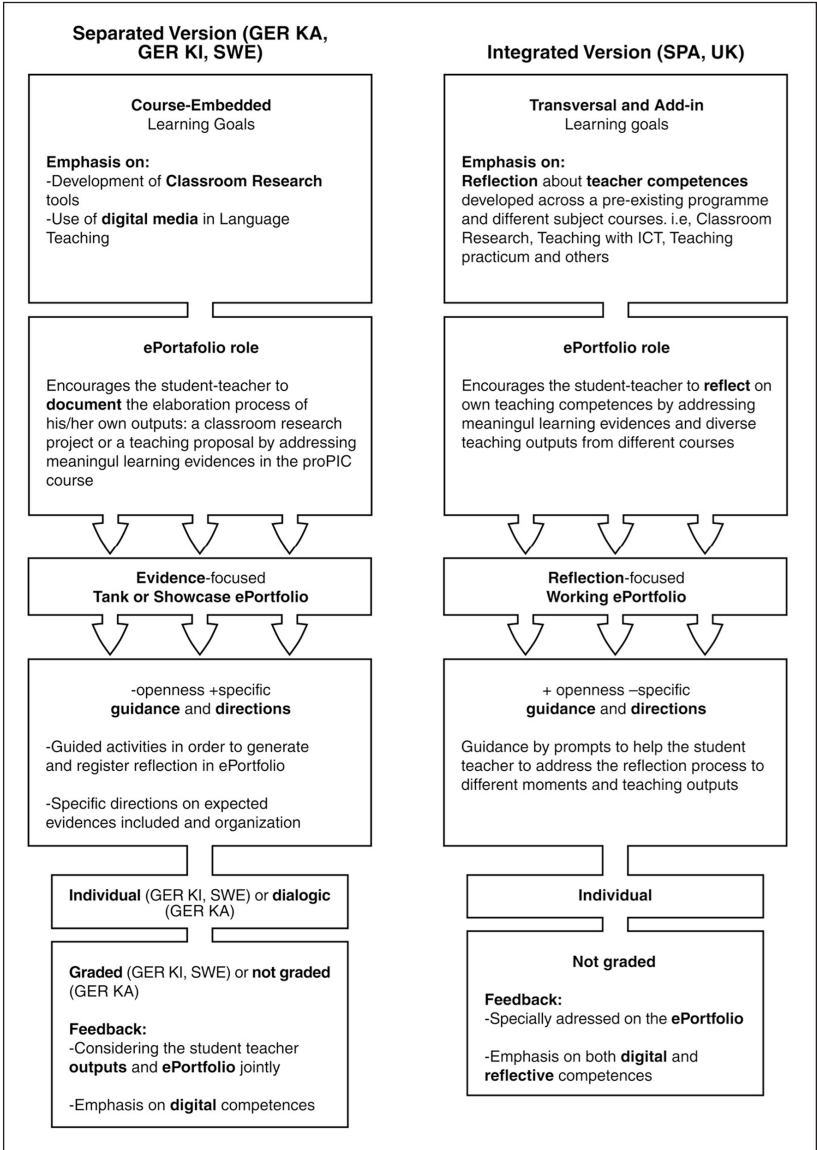 Separated Version (GER KA,
GER KI, SWE)
Course-Embedded
Learning Goals
Emphasis on:
-Development of Classroom Research
tools
-Use of digital media in Language
Teaching
ePortafolio role
Encourages the student-teacher to
document the elaboration process of
his/her own outputs: a classroom research
project or a teaching proposal by addressing
meaningul learning evidences in the proPIC
course
Evidence-focused
Tank or Showcase ePortfolio
-openness +specific
guidance and directions
-Guided activities in order to generate
and register reflection in ePortfolio
-Specific directions on expected
evidences included and organization
Individual (GER KI, SWE) or dialogic
(GER KA)
Graded (GER KI, SWE) or not graded
(GER KA)
Feedback:
-Considering the student teacher
outputs and ePortfolio jointly
-Emphasis on digital competences
Integrated Version (SPA, UK)
Transversal and Add-in
Learning goals
Emphasis on:
Reflection about teacher competences
developed across a pre-existing programme
and different subject courses. i.e, Classroom
Research, Teaching with ICT, Teaching
practicum and others
ePortfolio role
Encourages the student-teacher to reflect on
own teaching competences by addressing
meaningul learning evidences and diverse
teaching outputs from different courses
Reflection-focused
Working ePortfolio
+ openness –specific
guidance and directions
Guidance by prompts to help the student
teacher to address the reflection process to
different moments and teaching outputs
Individual
Not graded
Feedback:
-Specially adressed on the ePortfolio
-Emphasis on both digital and
reflective competences